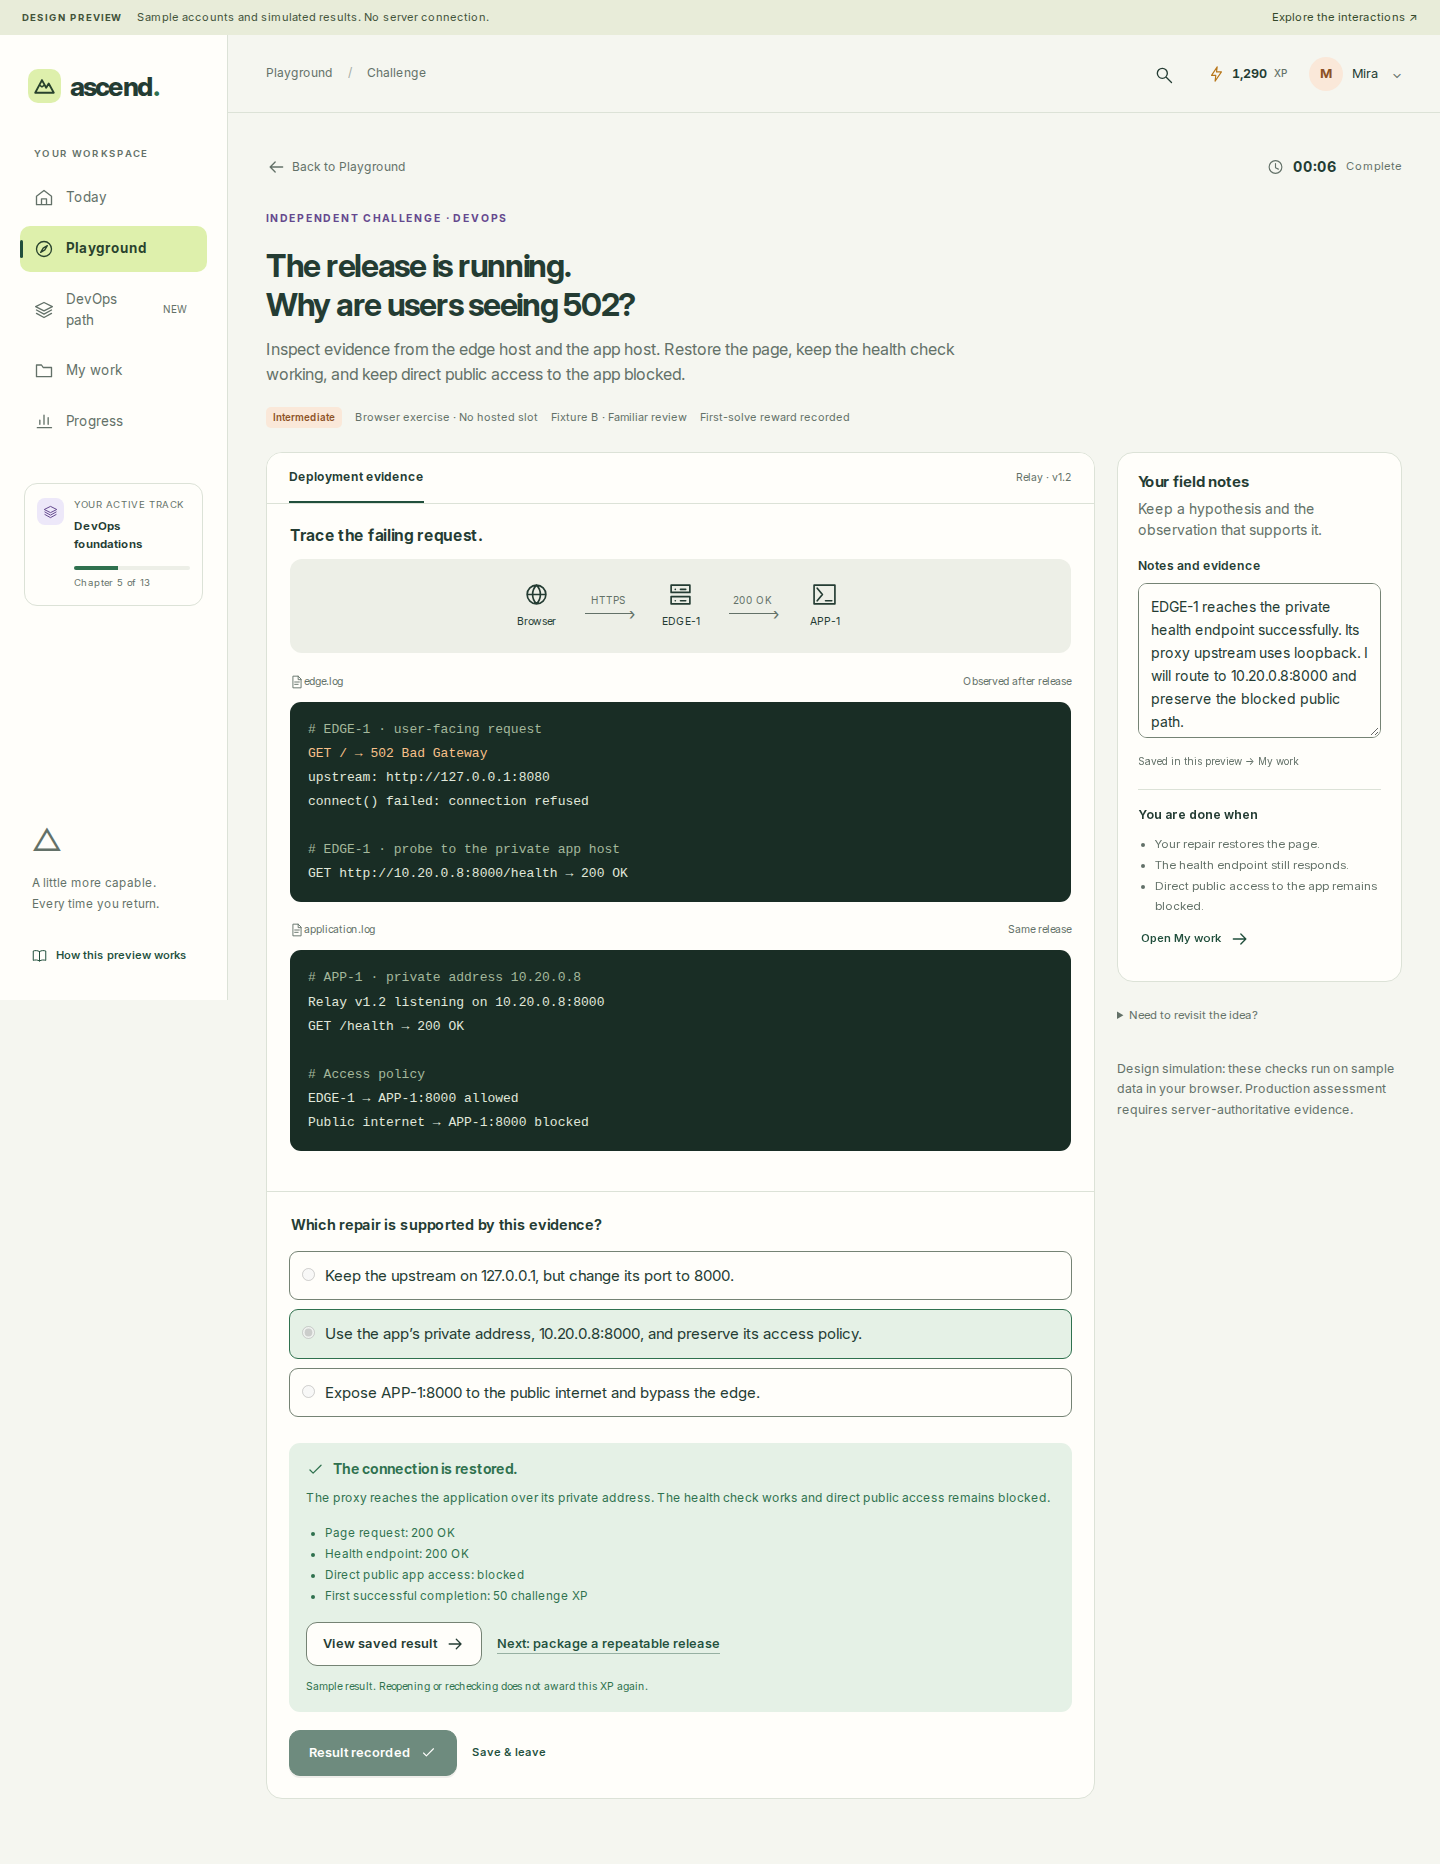 DESIGN PREVIEW Sample accounts and simulated results. No server connection.
Explore the interactions ↗
ascend.
YOUR WORKSPACE
Today
Playground
DevOps
path
NEW
My work
Progress
YOUR ACTIVE TRACK
DevOps
foundations
Chapter 5 of 13
A little more capable.
Every time you return.
How this preview works
Playground / Challenge
1,290 XP
M
Mira
Back to Playground
00:06 Complete
INDEPENDENT CHALLENGE · DEVOPS
The release is running.
Why are users seeing 502?
Inspect evidence from the edge host and the app host. Restore the page, keep the health check
working, and keep direct public access to the app blocked.
Intermediate Browser exercise · No hosted slot Fixture B · Familiar review First-solve reward recorded
Deployment evidence
Relay · v1.2
Trace the failing request.
Browser
HTTPS
EDGE-1
200 OK
APP-1
edge.log
Observed after release
# EDGE-1 · user-facing request
GET / → 502 Bad Gateway
upstream: http://127.0.0.1:8080
connect() failed: connection refused
# EDGE-1 · probe to the private app host
GET http://10.20.0.8:8000/health → 200 OK
application.log
Same release
# APP-1 · private address 10.20.0.8
Relay v1.2 listening on 10.20.0.8:8000
GET /health → 200 OK
# Access policy
EDGE-1 → APP-1:8000 allowed
Public internet → APP-1:8000 blocked
Which repair is supported by this evidence?
Keep the upstream on 127.0.0.1, but change its port to 8000.
Use the app’s private address, 10.20.0.8:8000, and preserve its access policy.
Expose APP-1:8000 to the public internet and bypass the edge.
The connection is restored.
The proxy reaches the application over its private address. The health check works and direct public access remains blocked.
• Page request: 200 OK
• Health endpoint: 200 OK
• Direct public app access: blocked
• First successful completion: 50 challenge XP
View saved result →
Next: package a repeatable release
Sample result. Reopening or rechecking does not award this XP again.
Result recorded
Save & leave
Your field notes
Keep a hypothesis and the
observation that supports it.
Notes and evidence
EDGE-1 reaches the private
health endpoint successfully. Its
proxy upstream uses loopback. I
will route to 10.20.0.8:8000 and
preserve the blocked public
path.
Saved in this preview → My work
You are done when
• Your repair restores the page.
• The health endpoint still responds.
• Direct public access to the app remains
blocked.
Open My work →
Need to revisit the idea?
Design simulation: these checks run on sample
data in your browser. Production assessment
requires server-authoritative evidence.